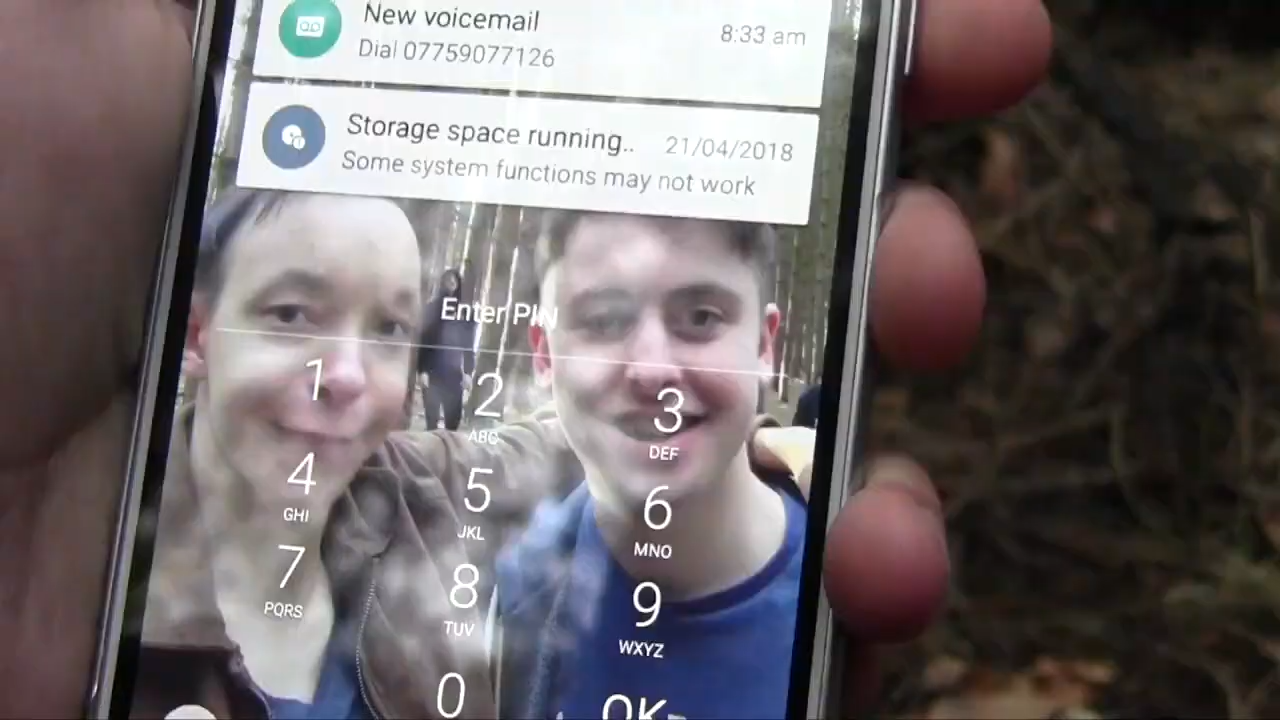 New voicemail
8:33 am
Dial 07759077126
Storage space running..
21/04/2018
Some system functions may not work
Enter PIN
1
2
ABC
3
DEF
4
GHI
5
JKL
6
MNO
7
PQRS
8
TUV
9
WXYZ
0
OK